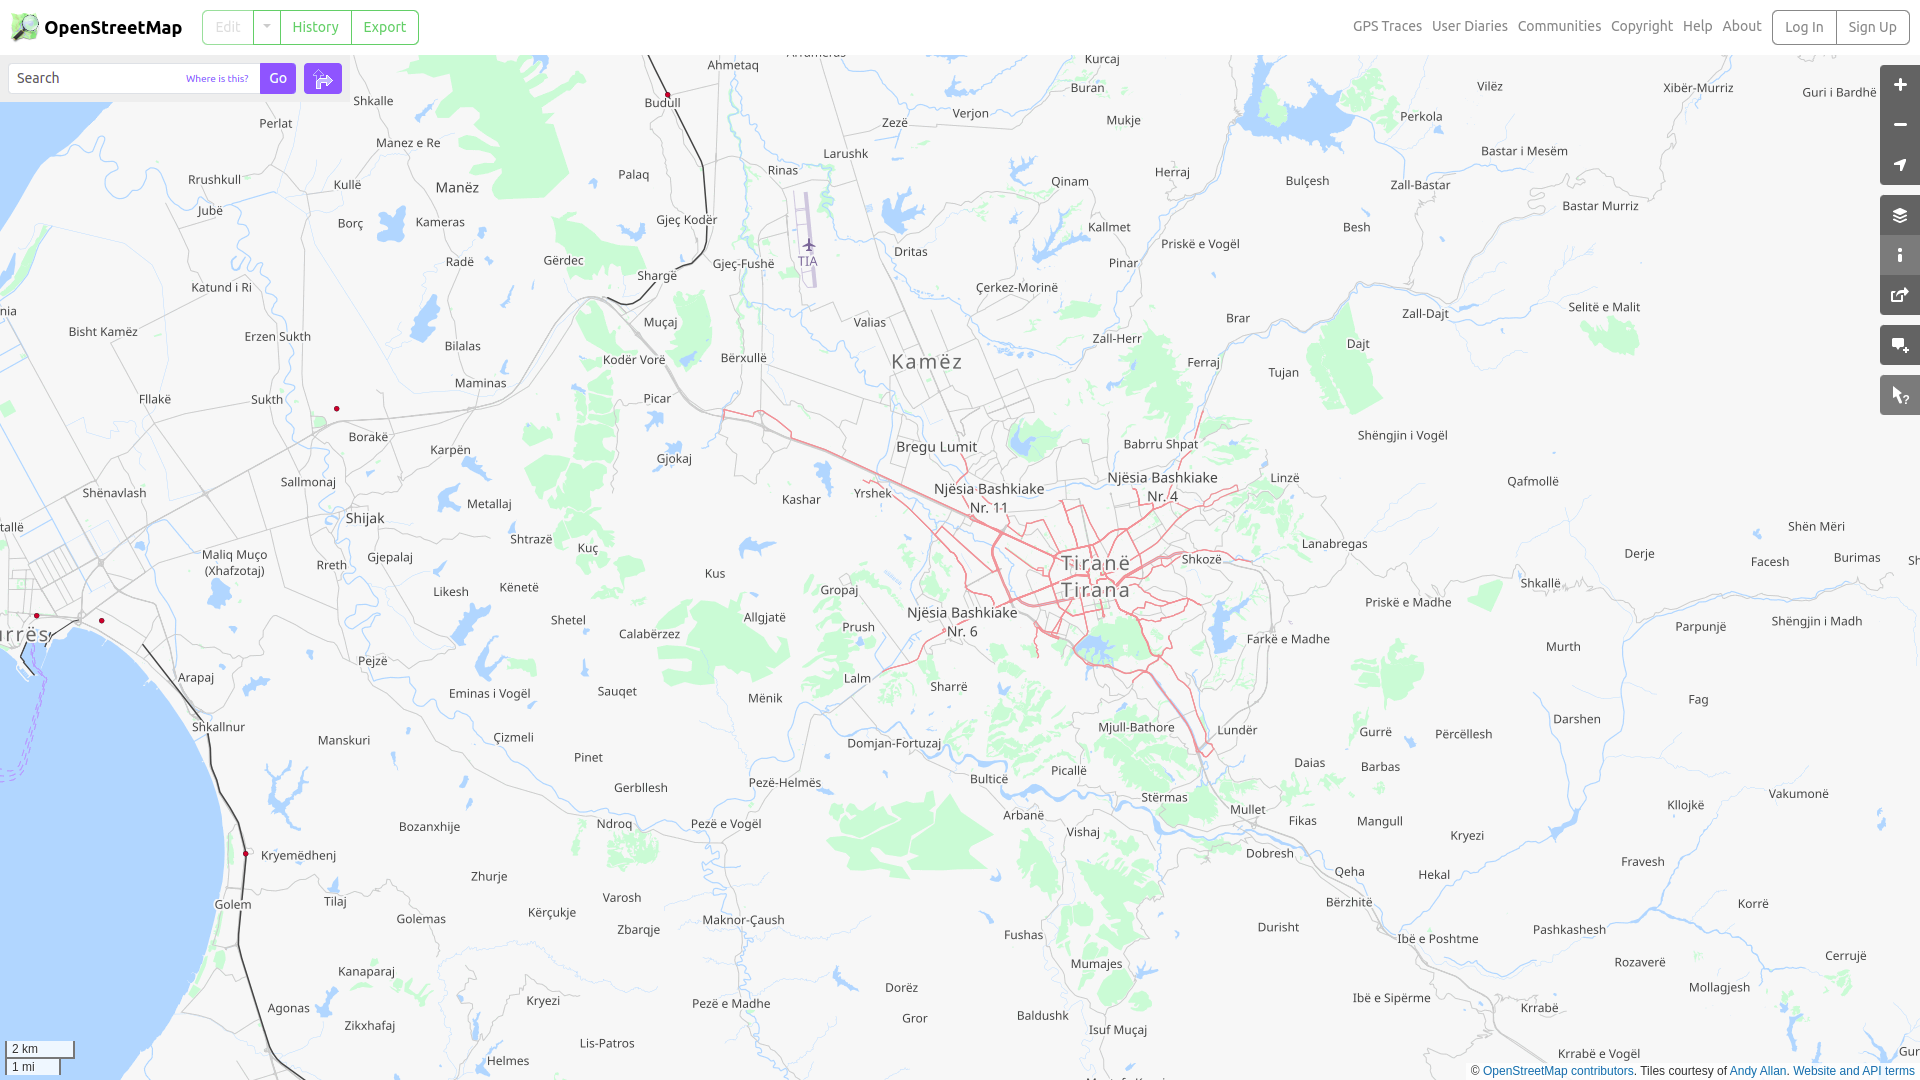 OpenStreetMap
Edit
History
Export
GPS Traces
User Diaries
Communities
Copyright
Help
About
Log In
Sign Up
Search
Where is this?
Go
Ahmetaq
Kurcaj
Shkalle
Budull
Buran
Vilëz
Xibër-Murriz
Guri i Bardhë
Perlat
Zezë
Verjon
Mukje
Perkola
Manez e Re
Larushk
Bastar i Mesëm
Rrushkull
Kullë
Manëz
Palaq
Rinas
Qinam
Herraj
Bulçesh
Zall-Bastar
Jubë
Borç
Kameras
Gjeç Kodër
Kallmet
Besh
Bastar Murriz
Radë
Gërdec
Gjeç-Fushë
TIA
Dritas
Pinar
Priskë e Vogël
Shargë
Katund i Ri
Çerkez-Morinë
Selitë e Malit
Bisht Kamëz
Erzen Sukth
Muçaj
Valias
Brar
Zall-Dajt
Zall-Herr
Dajt
Bilalas
Kodër Vorë
Bërxullë
Kamëz
Ferraj
Tujan
Maminas
Picar
Fllakë
Sukth
Borakë
Karpën
Gjokaj
Bregu Lumit
Babrru Shpat
Shëngjin i Vogël
Shënavlash
Sallmonaj
Metallaj
Kashar
Yrshek
Njësia Bashkiake
Nr. 11
Njësia Bashkiake
Nr. 4
Linzë
Qafmollë
Shijak
Shtrazë
Kuç
Shën Mëri
Maliq Muço
(Xhafzotaj)
Rreth
Gjepalaj
Kus
Tiranë
Tirana
Shkozë
Lanabregas
Derje
Facesh
Burimas
Likesh
Kënetë
Gropaj
Allgjatë
Shkallë
Priskë e Madhe
Shetel
Calabërzez
Prush
Njësia Bashkiake
Nr. 6
Farkë e Madhe
Parpunjë
Shëngjin i Madh
Pejzë
Murth
Arapaj
Eminas i Vogël
Sauqet
Mënik
Lalm
Sharrë
Fag
Shkallnur
Manskuri
Çizmeli
Domjan-Fortuzaj
Mjull-Bathore
Lundër
Gurrë
Përcëllesh
Darshen
Pinet
Gerbllesh
Pezë-Helmës
Bulticë
Picallë
Daias
Barbas
Stërmas
Mullet
Vakumonë
Kllojkë
Bozanxhije
Ndroq
Pezë e Vogël
Arbanë
Vishaj
Fikas
Mangull
Kryezi
Kryemëdhenj
Zhurje
Dobresh
Qeha
Hekal
Fravesh
Golem
Tilaj
Golemas
Kërçukje
Varosh
Zbarqje
Maknor-Çaush
Fushas
Durisht
Bërzhitë
Ibë e Poshtme
Pashkashesh
Korrë
Kanaparaj
Mumajes
Rozaverë
Cerrujë
Agonas
Zikxhafaj
Kryezi
Pezë e Madhe
Dorëz
Gror
Baldushk
Isuf Muçaj
Ibë e Sipërme
Krrabë
Mollagjesh
Lis-Patros
Helmes
Krrabë e Vogël
2 km
1 mi
© OpenStreetMap contributors. Tiles courtesy of Andy Allan. Website and API terms